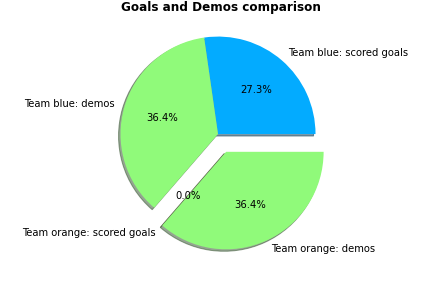 Goals and Demos comparison
Team blue: scored goals
27.3%
Team blue: demos
36.4%
0.0%
Team orange: scored goals
36.4%
Team orange: demos